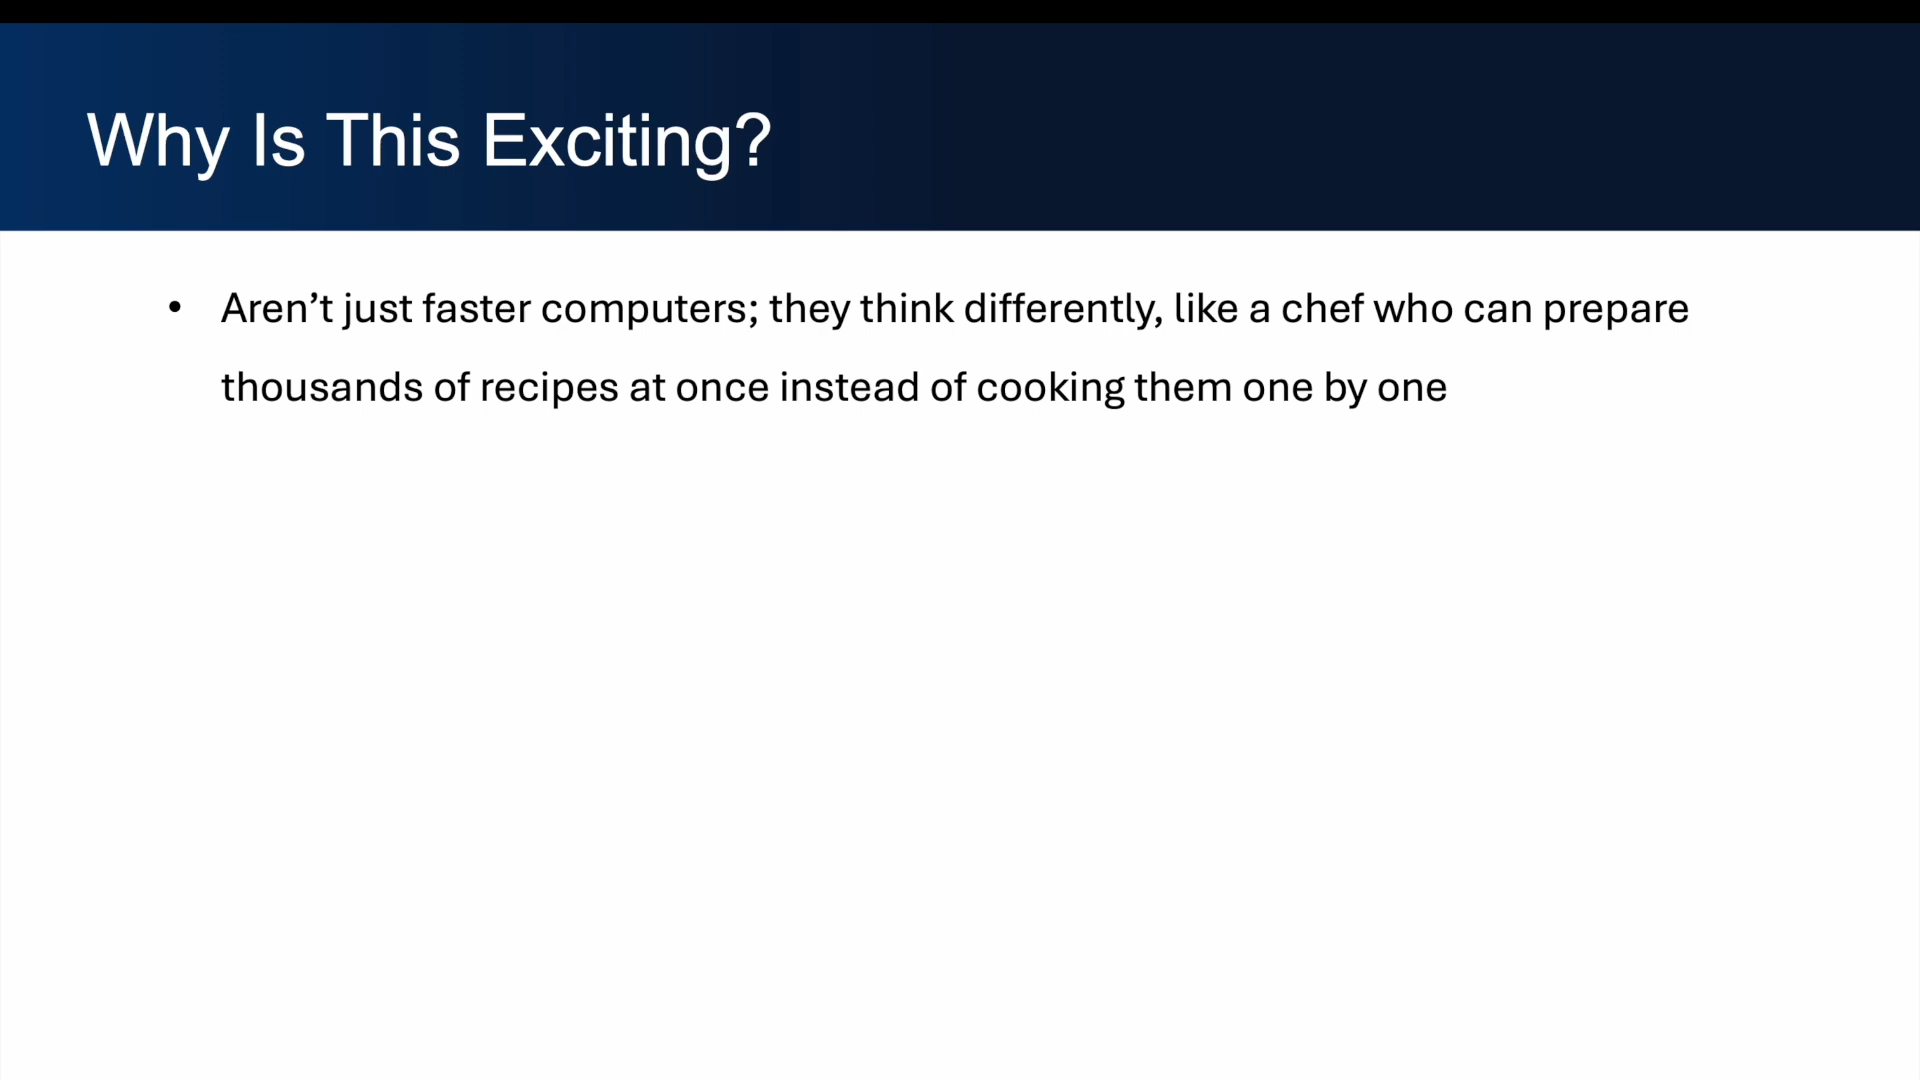 Why Is This Exciting?
• Aren’t just faster computers; they think differently, like a chef who can prepare
thousands of recipes at once instead of cooking them one by one